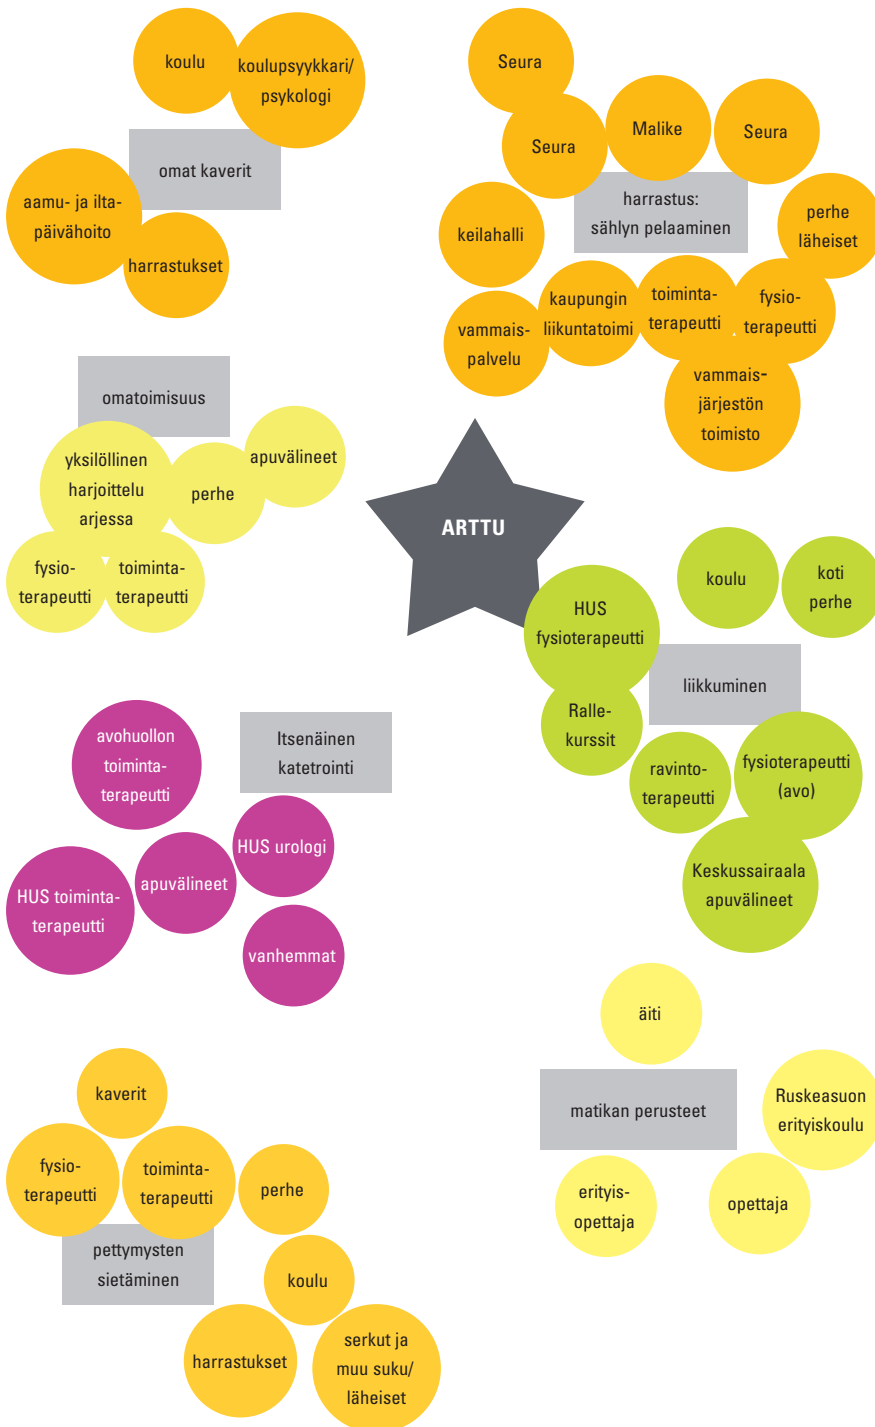 koulu
koulupsyykkari/
psykologi
omat kaverit
aamu- ja ilta-
päivähoito
harrastukset
Seura
Seura
Malike
Seura
harrastus:
sählyn pelaaminen
perhe
läheiset
keilahalli
vammais-
palvelu
kaupungin
liikuntatoimi
toiminta-
terapeutti
fysio-
terapeutti
vammais-
järjestön
toimisto
omatoimisuus
yksilöllinen
harjoittelu
arjessa
perhe
apuvälineet
fysio-
terapeutti
toiminta-
terapeutti
ARTTU
HUS
fysioterapeutti
koulu
koti
perhe
liikkuminen
Ralle-
kurssit
ravinto-
terapeutti
fysioterapeutti
(avo)
Keskussairaala
apuvälineet
avohuollon
toiminta-
terapeutti
Itsenäinen
katetrointi
HUS urologi
apuvälineet
HUS toiminta-
terapeutti
vanhemmat
äiti
matikan perusteet
Ruskeasuon
erityiskoulu
erityis-
opettaja
opettaja
kaverit
fysio-
terapeutti
toiminta-
terapeutti
perhe
pettymysten
sietäminen
koulu
harrastukset
serkut ja
muu suku/
läheiset